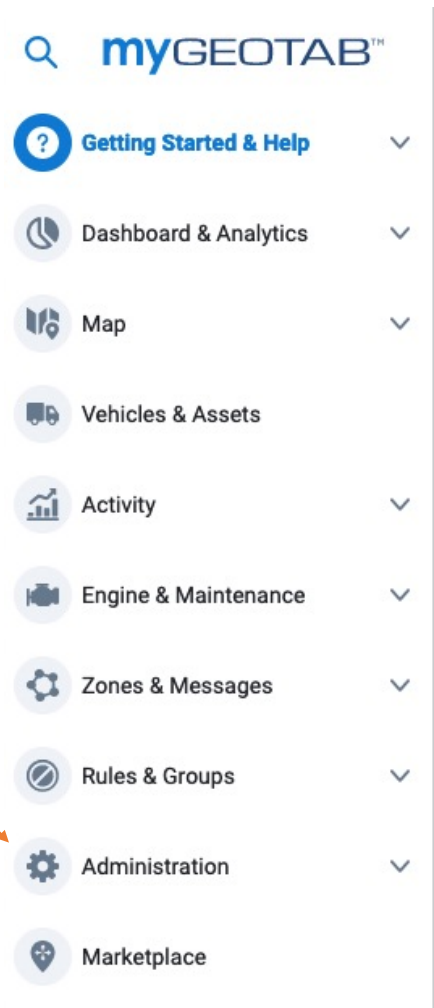 myGEOTAB™
Getting Started & Help
Dashboard & Analytics
Map
Vehicles & Assets
Activity
Engine & Maintenance
Zones & Messages
Rules & Groups
Administration
Marketplace